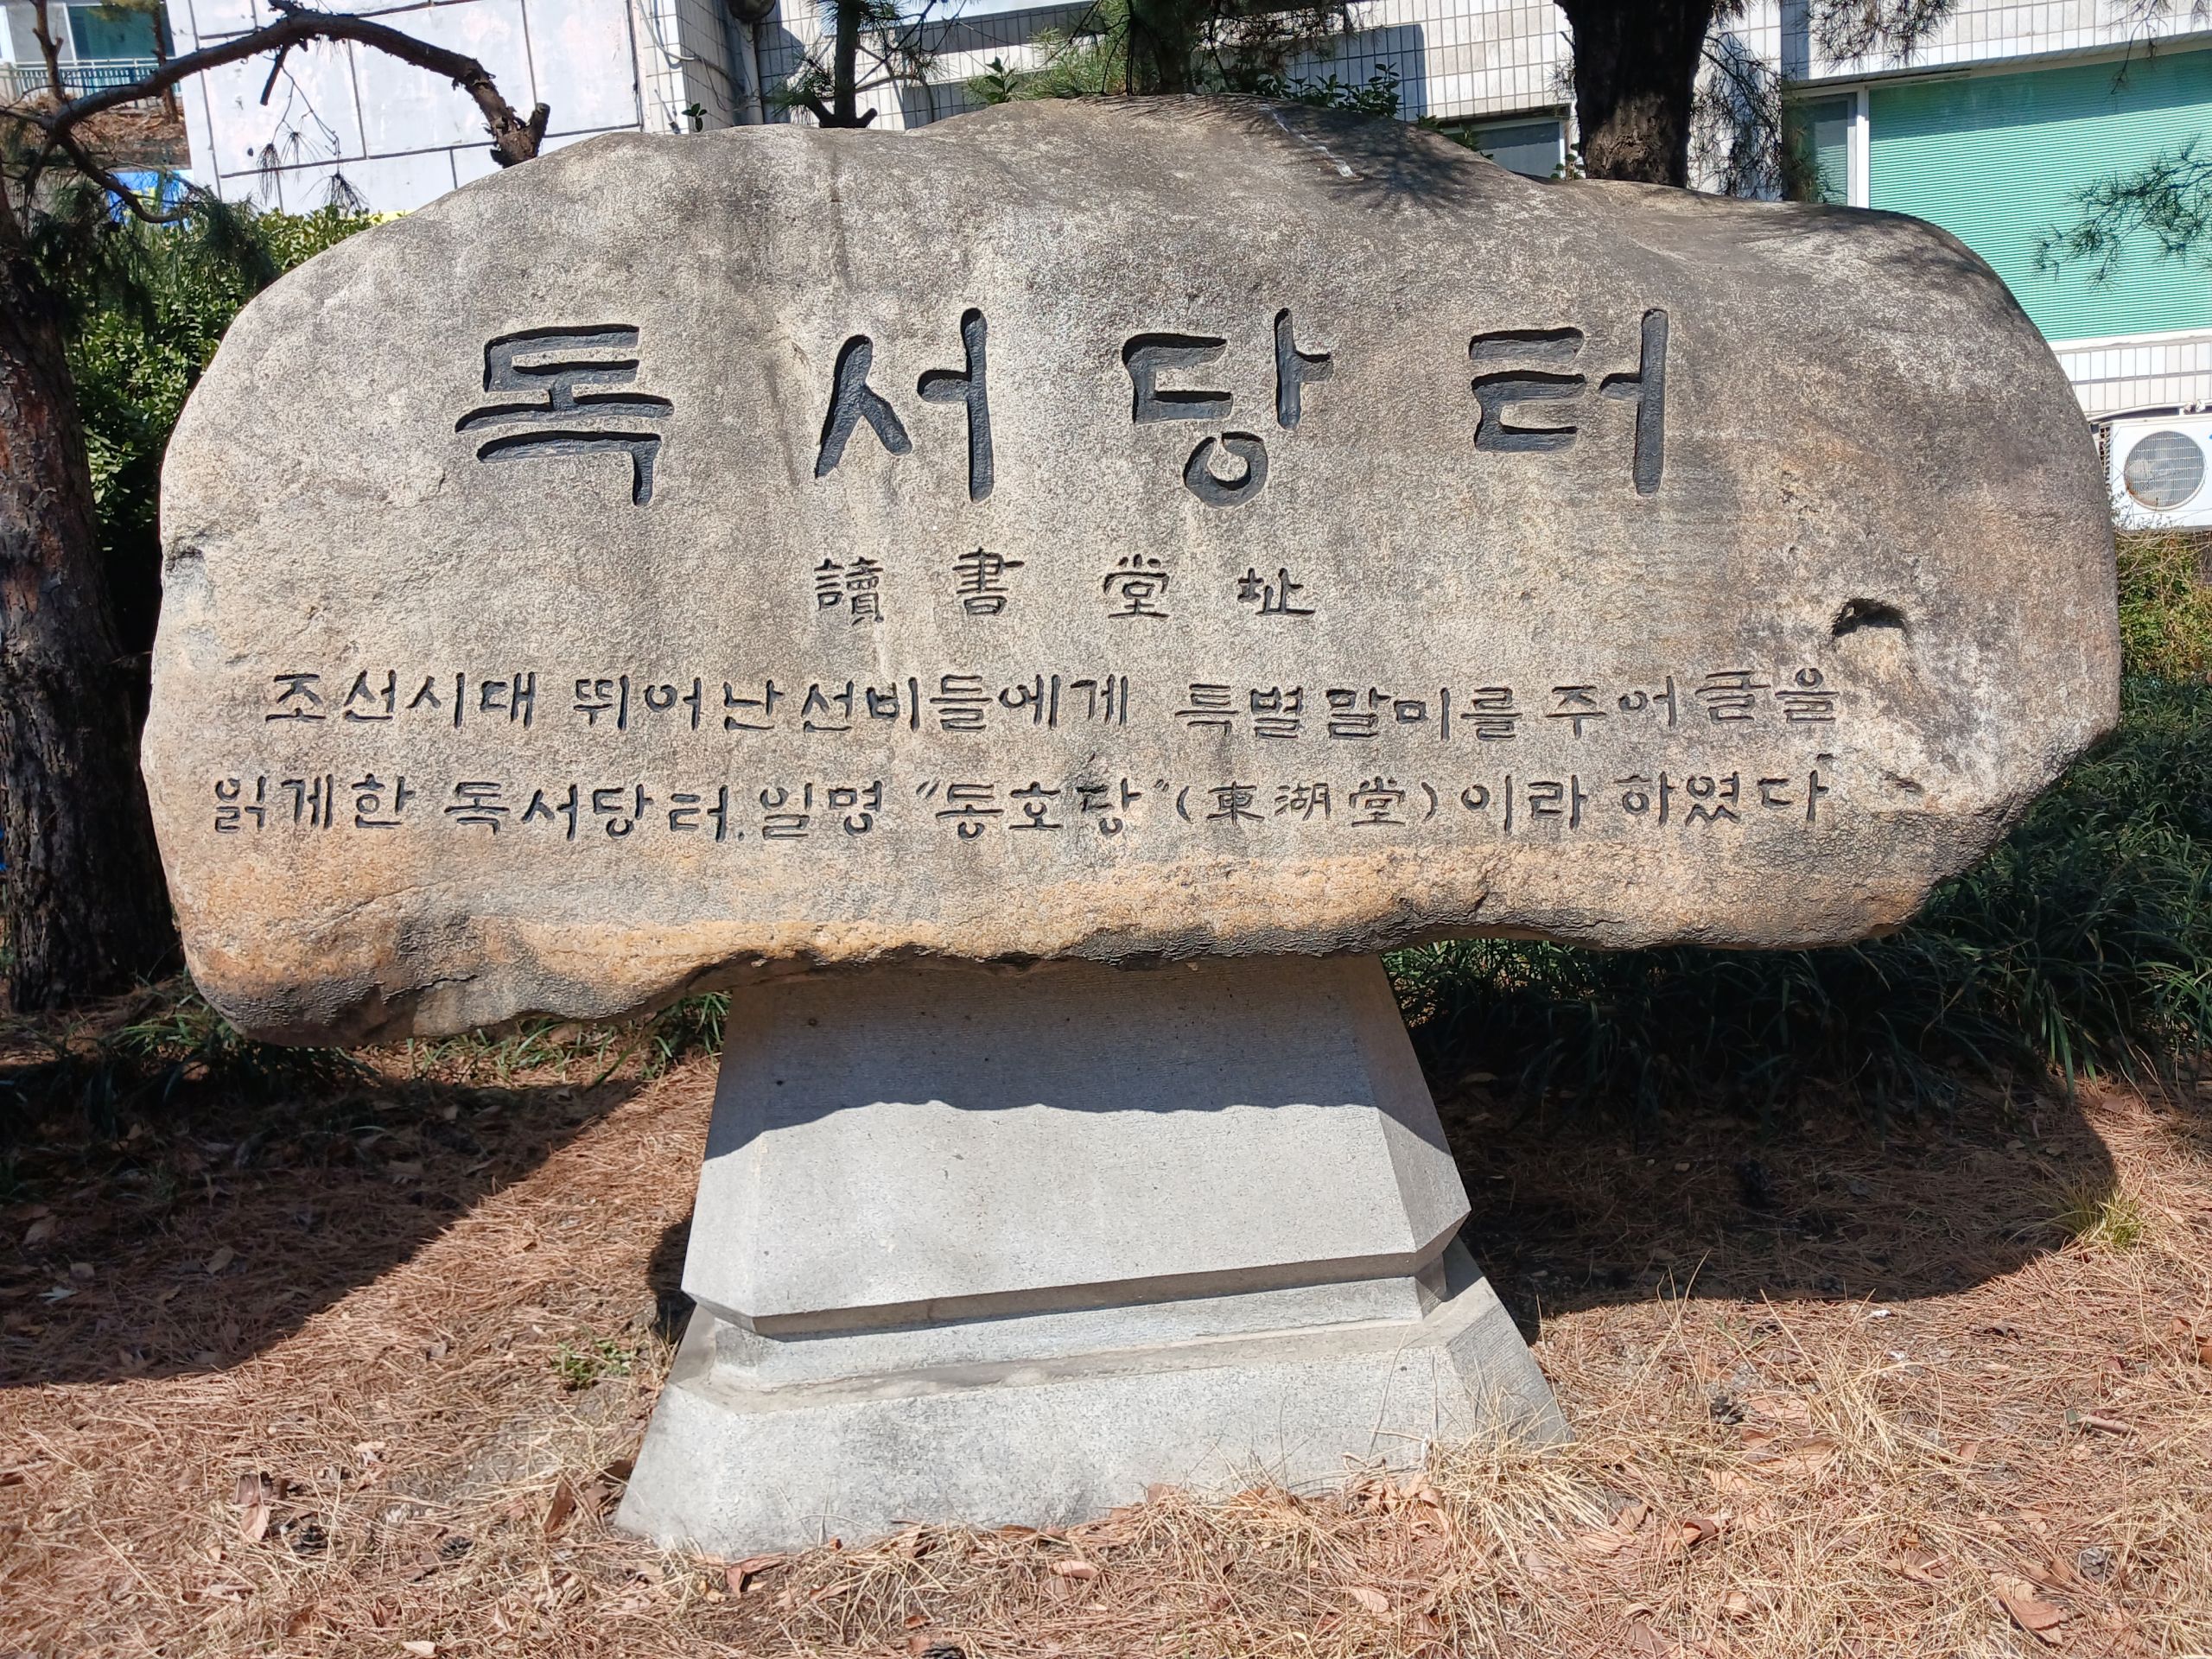 독서당터
讀書堂址
조선시대 뛰어난 선비들에게 특별말미를 주어 글을
읽게한 독서당터. 일명 "동호당"(東湖堂)이라 하였다